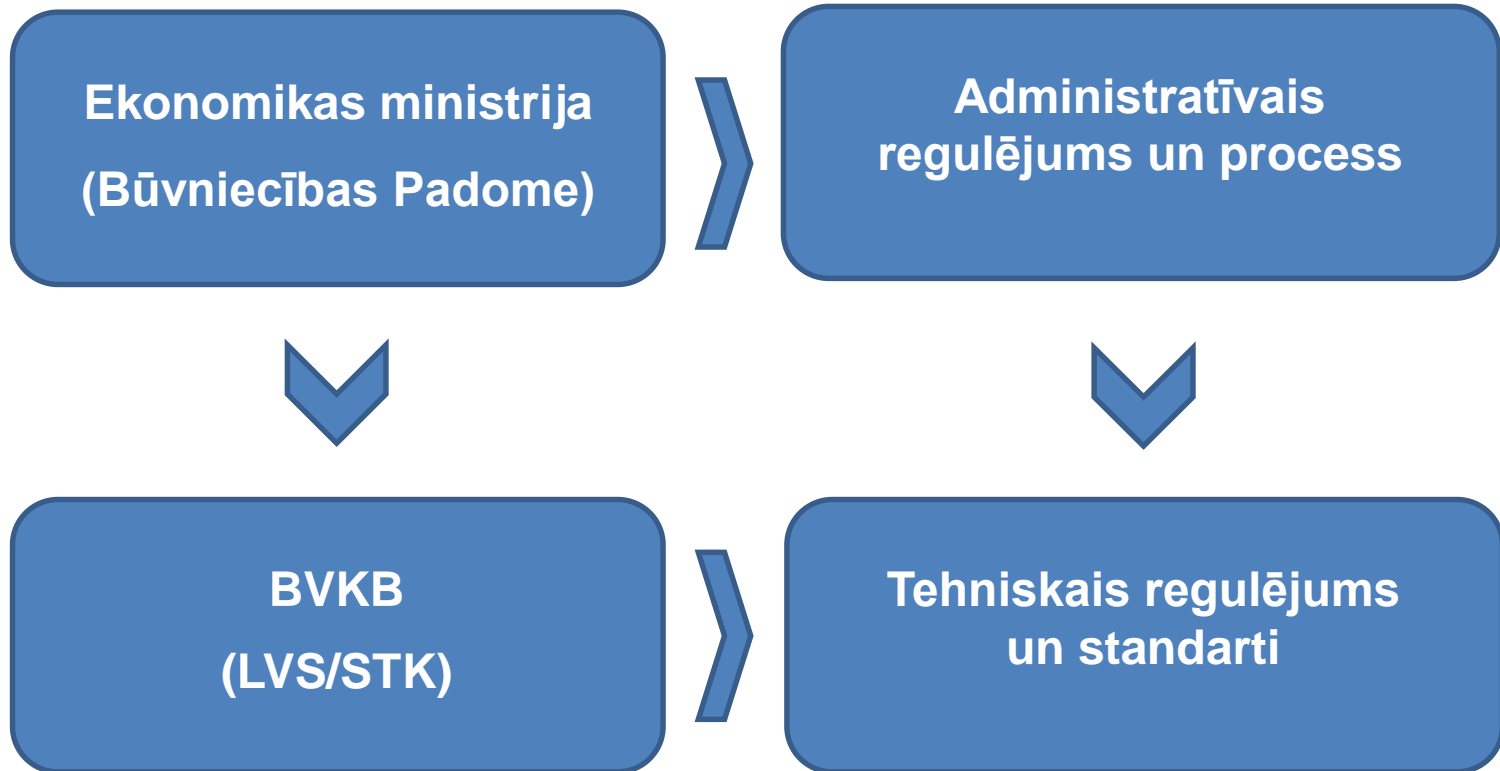 Ekonomikas ministrija
(Būvniecības Padome)
Administratīvais
regulējums un process
BVKB
(LVS/STK)
Tehniskais regulējums
un standarti